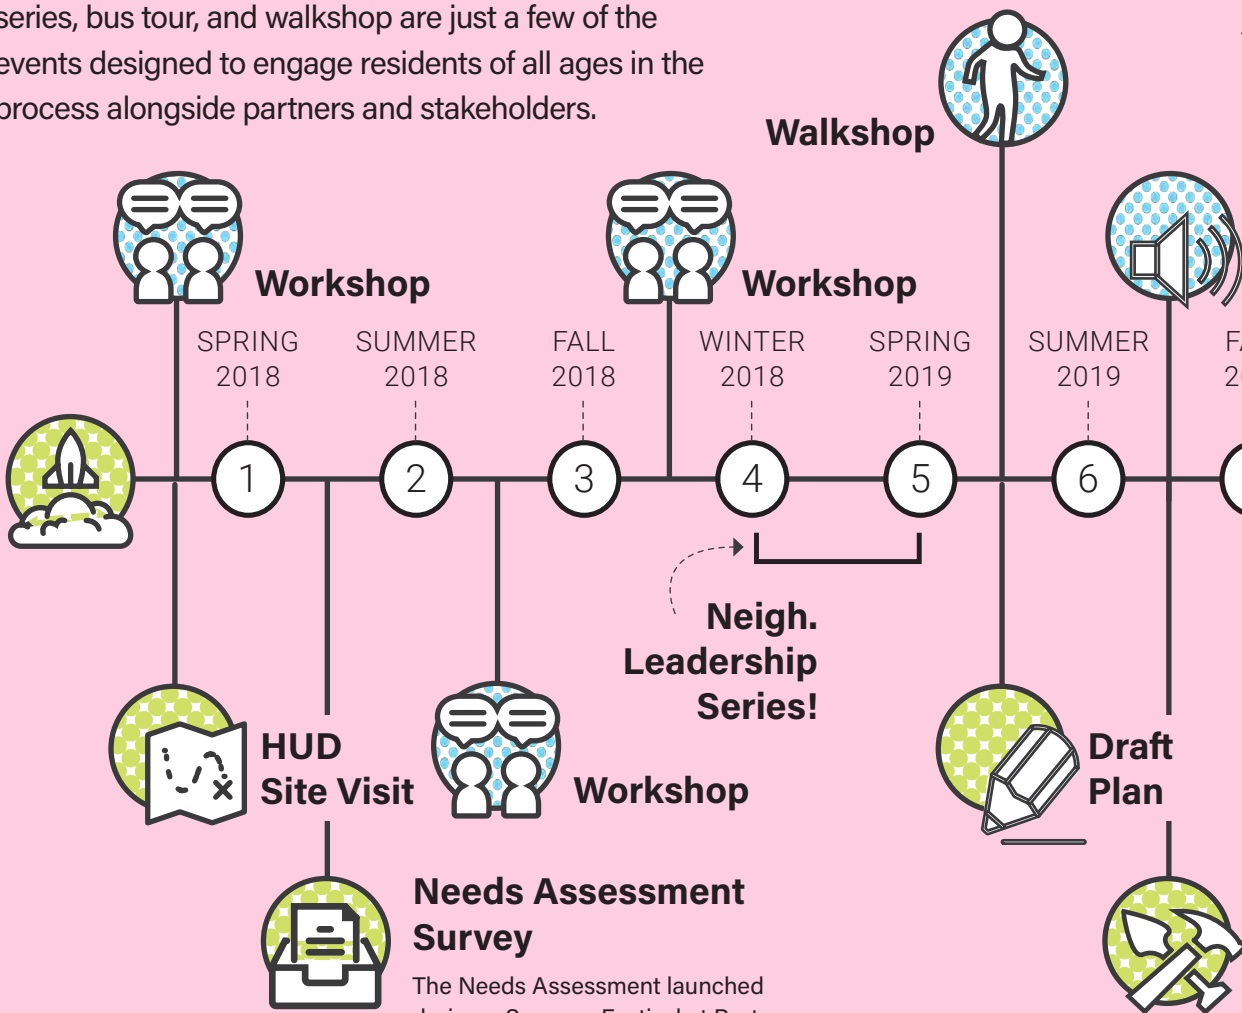 series, bus tour, and walkshop are just a few of the
events designed to engage residents of all ages in the
process alongside partners and stakeholders.
Walkshop
Workshop
Workshop
SPRING
2018
SUMMER
2018
FALL
2018
WINTER
2018
SPRING
2019
SUMMER
2019
1
2
3
4
5
6
Neigh.
Leadership
Series!
HUD
Site Visit
Workshop
Draft
Plan
Needs Assessment
Survey
The Needs Assessment launched